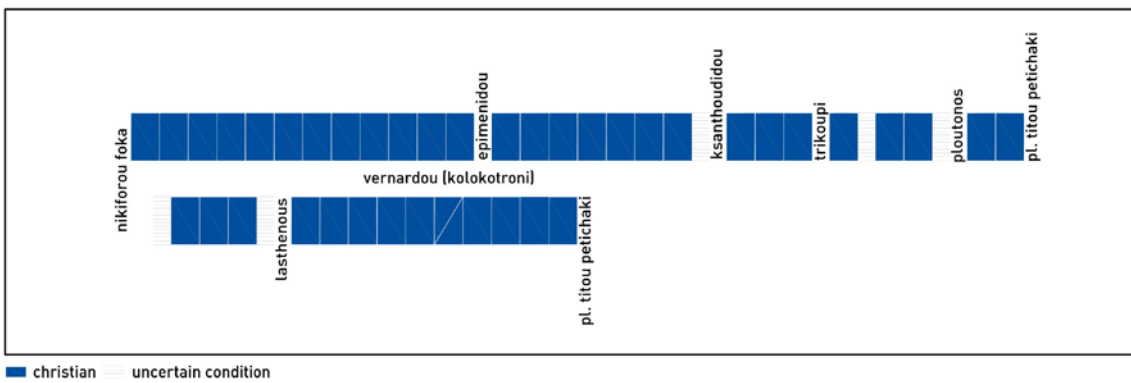 nikiforou foka
epimenidou
ksanthoudidou
trikoupi
ploutonos
pl. titou petichaki
vernardou (kolokotroni)
lasthenous
pl. titou petichaki
christian
uncertain condition